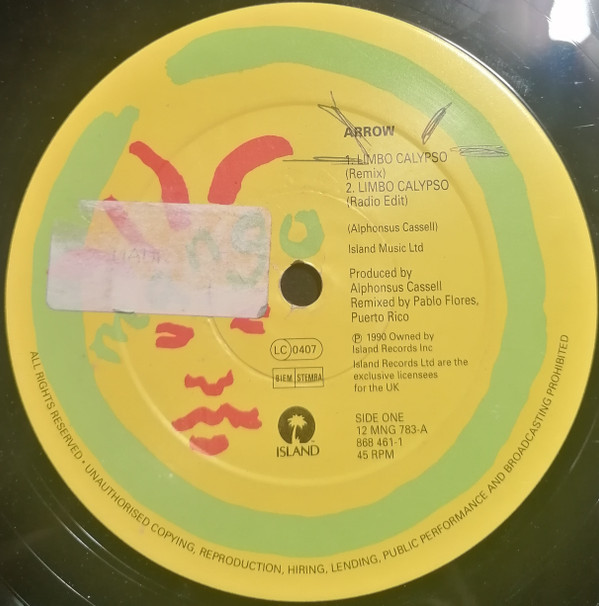 ARROW
1. LIMBO CALYPSO
(Remix)
2. LIMBO CALYPSO
(Radio Edit)
(Alphonsus Cassell)
Island Music Ltd
Produced by
Alphonsus Cassell
Remixed by Pablo Flores,
Puerto Rico
℗ 1990 Owned by
Island Records Inc
Island Records Ltd are the
exclusive licensees
for the UK
LC 0407
BIEM STEMRA
SIDE ONE
12 MNG 783-A
868 461-1
45 RPM
ISLAND
ALL RIGHTS RESERVED • UNAUTHORISED COPYING, REPRODUCTION, HIRING, LENDING, PUBLIC PERFORMANCE AND BROADCASTING PROHIBITED